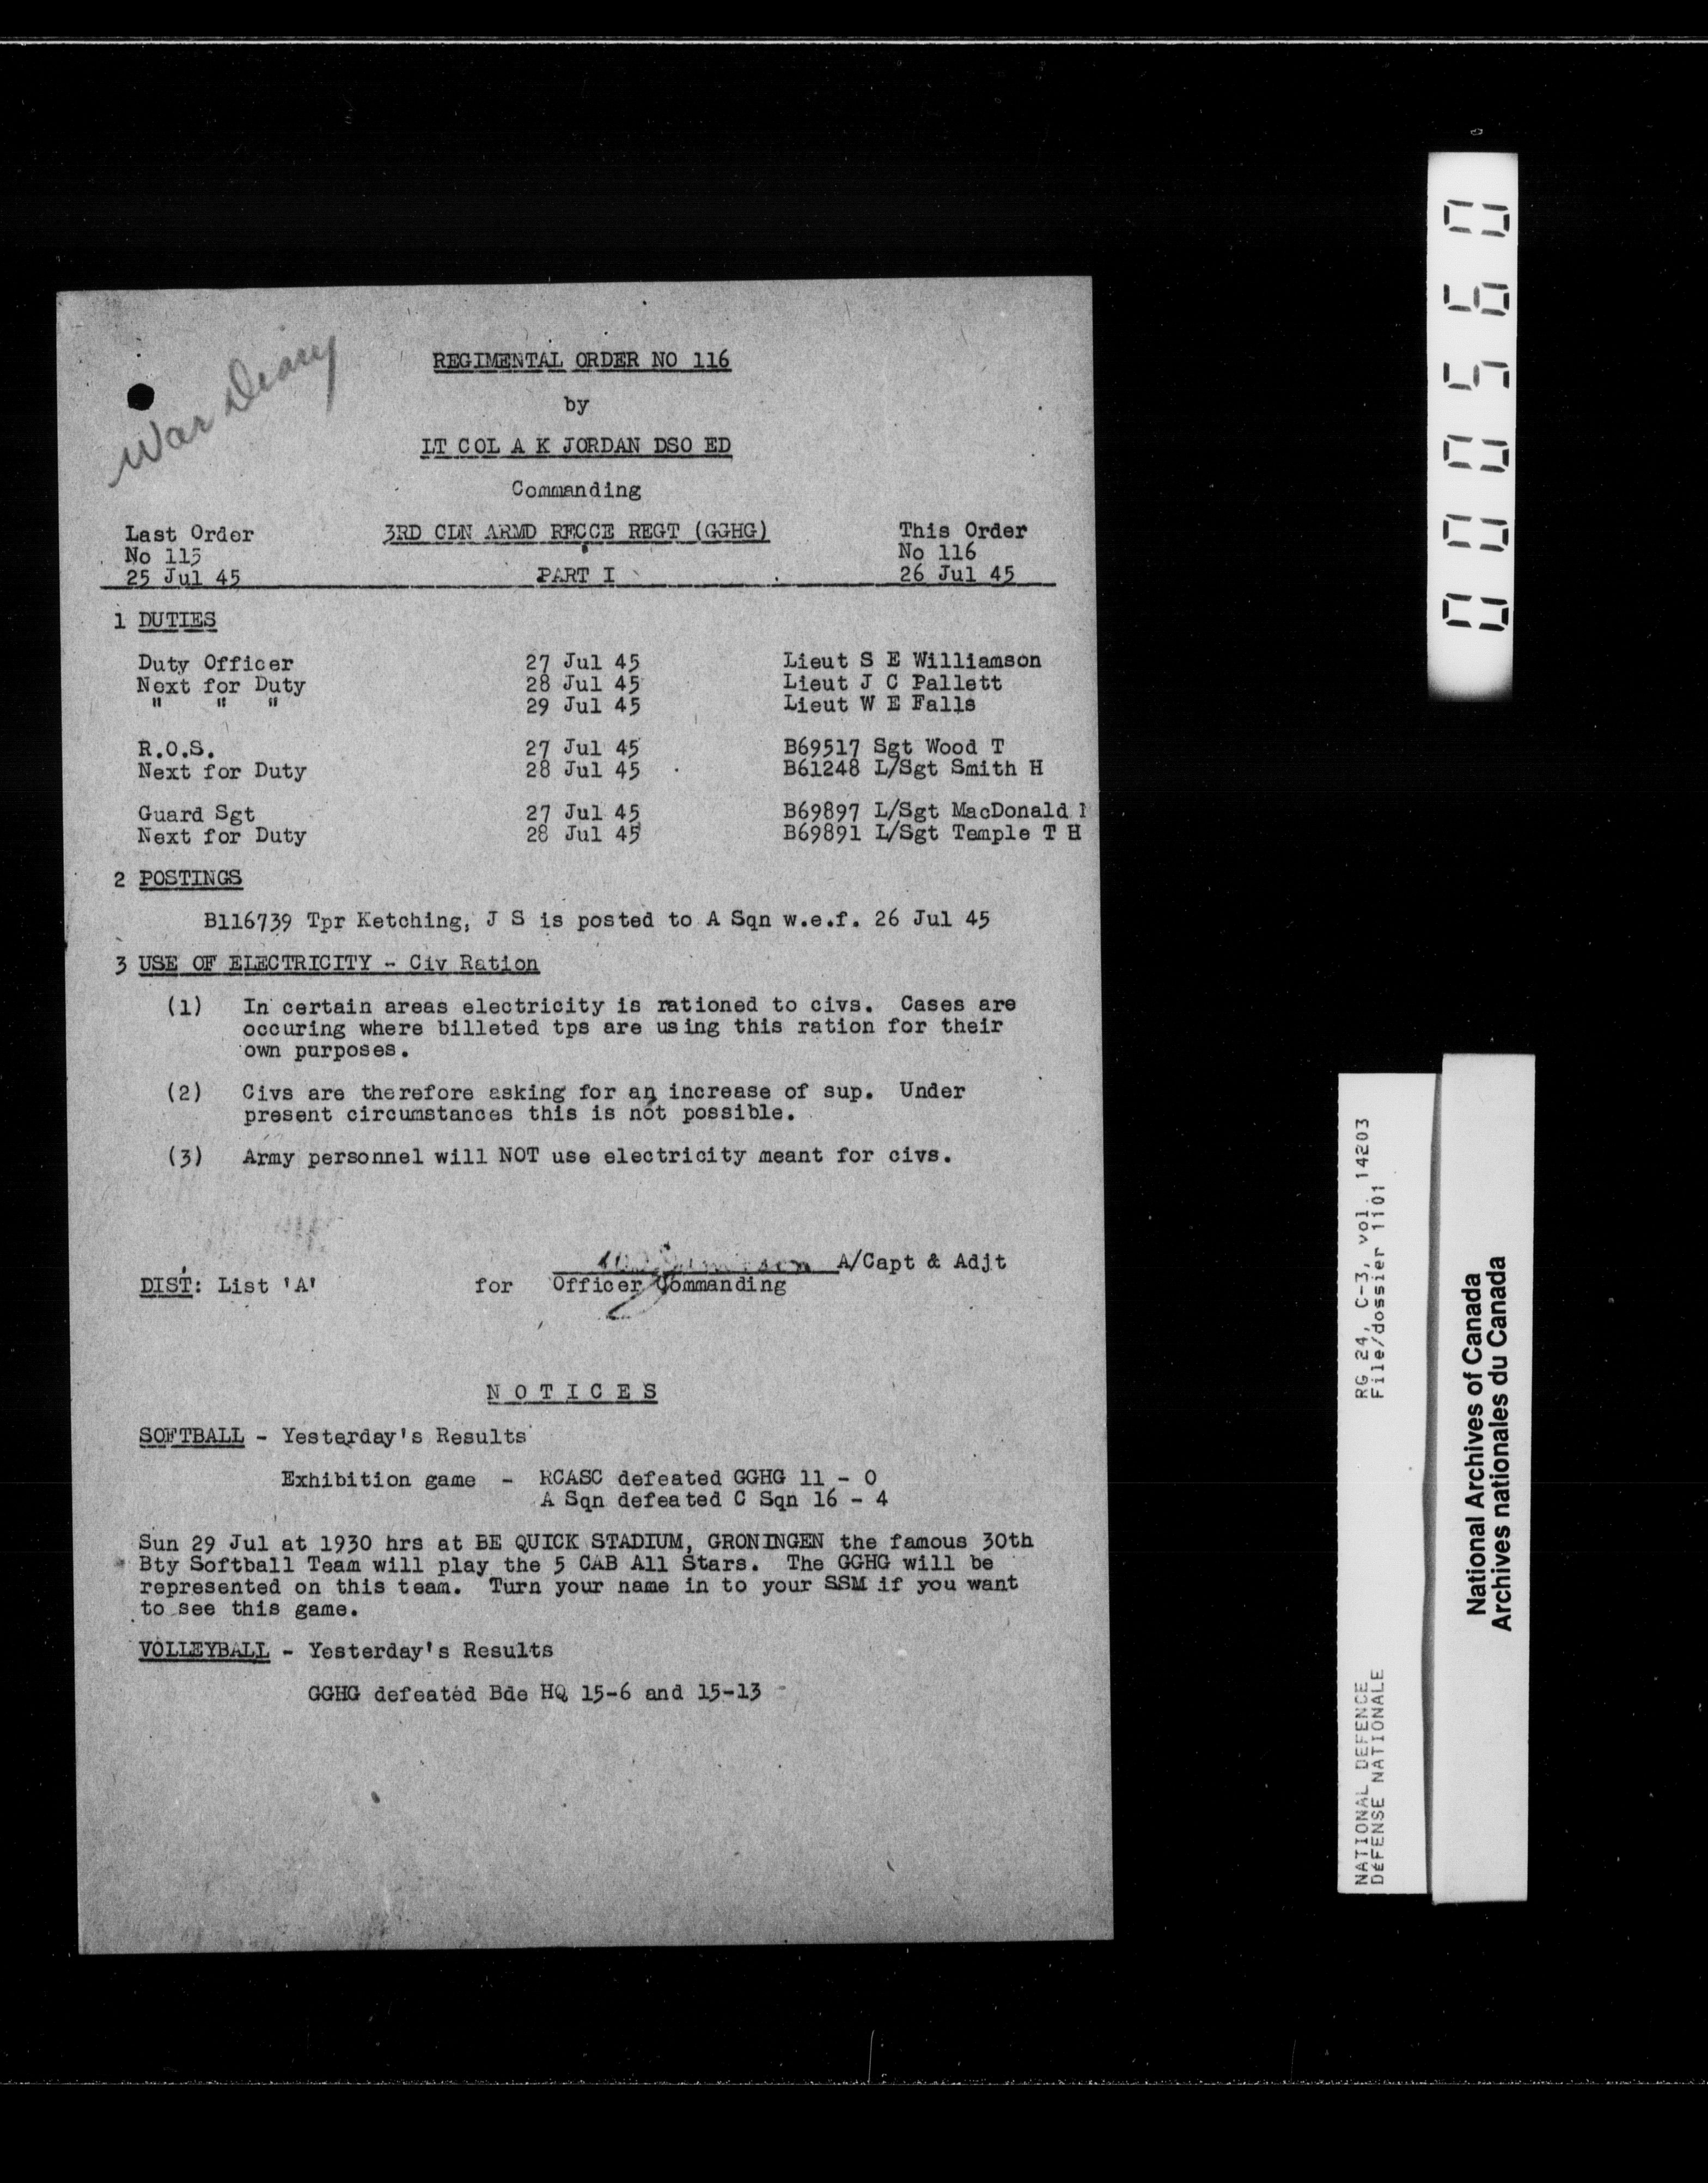 War Diary
REGIMENTAL ORDER NO 116
by
LT COL A K JORDAN DSO ED
Commanding
Last Order 3RD CDN ARMD RECCE REGT (GGHG) This Order
No 115 No 116
25 Jul 45 PART I 26 Jul 45
1 DUTIES
Duty Officer 27 Jul 45 Lieut S E Williamson
Next for Duty 28 Jul 45 Lieut J C Pallett
" " " 29 Jul 45 Lieut W E Falls
R.O.S. 27 Jul 45 B69517 Sgt Wood T
Next for Duty 28 Jul 45 B61248 L/Sgt Smith H
Guard Sgt 27 Jul 45 B69897 L/Sgt MacDonald
Next for Duty 28 Jul 45 B69891 L/Sgt Temple T H
2 POSTINGS
B116739 Tpr Ketching, J S is posted to A Sqn w.e.f. 26 Jul 45
3 USE OF ELECTRICITY - Civ Ration
(1) In certain areas electricity is rationed to civs. Cases are
occuring where billeted tps are using this ration for their
own purposes.
(2) Civs are therefore asking for an increase of sup. Under
present circumstances this is not possible.
(3) Army personnel will NOT use electricity meant for civs.
A/Capt & Adjt
DIST: List 'A' for Officer Commanding
N O T I C E S
SOFTBALL - Yesterday's Results
Exhibition game - RCASC defeated GGHG 11 - 0
A Sqn defeated C Sqn 16 - 4
Sun 29 Jul at 1930 hrs at BE QUICK STADIUM, GRONINGEN the famous 30th
Bty Softball Team will play the 5 CAB All Stars. The GGHG will be
represented on this team. Turn your name in to your SSM if you want
to see this game.
VOLLEYBALL - Yesterday's Results
GGHG defeated Bde HQ 15-6 and 15-13
000560
NATIONAL DEFENCE RG 24, C-3, vol. 14203
DÉFENSE NATIONALE File/dossier 1101
National Archives of Canada
Archives nationales du Canada